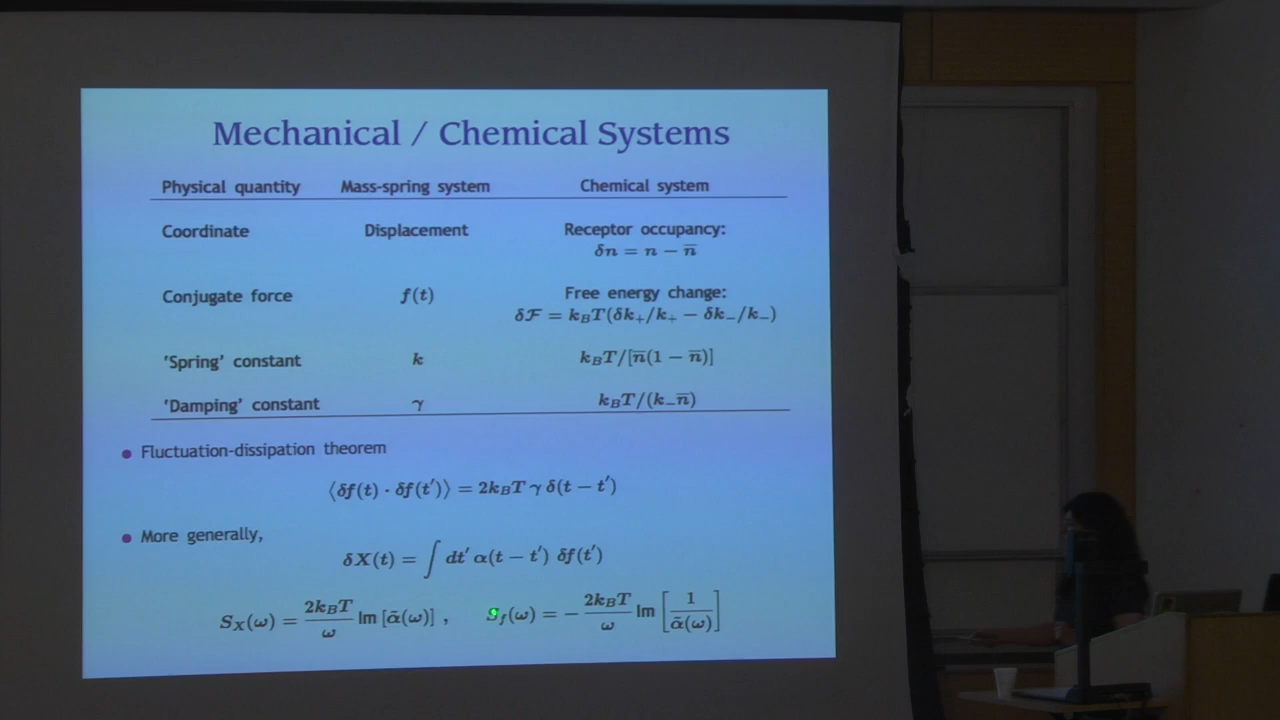 Mechanical / Chemical Systems
Physical quantity Mass-spring system Chemical system
Coordinate Displacement Receptor occupancy:
δn = n − n̅
Conjugate force f(t) Free energy change:
δℱ = k_BT(δk₊/k₊ − δk₋/k₋)
'Spring' constant k k_BT/[n̅(1 − n̅)]
'Damping' constant γ k_BT/(k₋n̅)
• Fluctuation-dissipation theorem
⟨δf(t) · δf(t′)⟩ = 2k_BT γ δ(t − t′)
• More generally,
δX(t) = ∫ dt′ α(t − t′) δf(t′)
S_X(ω) = 2k_BT/ω Im [α̃(ω)] , S_f(ω) = − 2k_BT/ω Im [1/α̃(ω)]